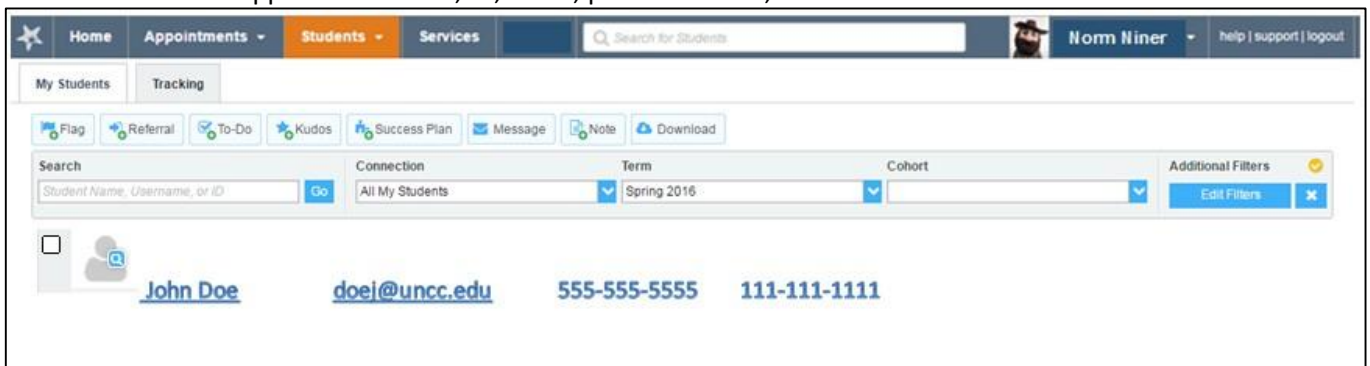 Home Appointments Students Services Search for Students Norm Niner help | support | logout
My Students Tracking
Flag Referral To-Do Kudos Success Plan Message Note Download
Search Connection Term Cohort Additional Filters
Student Name, Username, or ID Go All My Students Spring 2016 Edit Filters
John Doe doej@uncc.edu 555-555-5555 111-111-1111